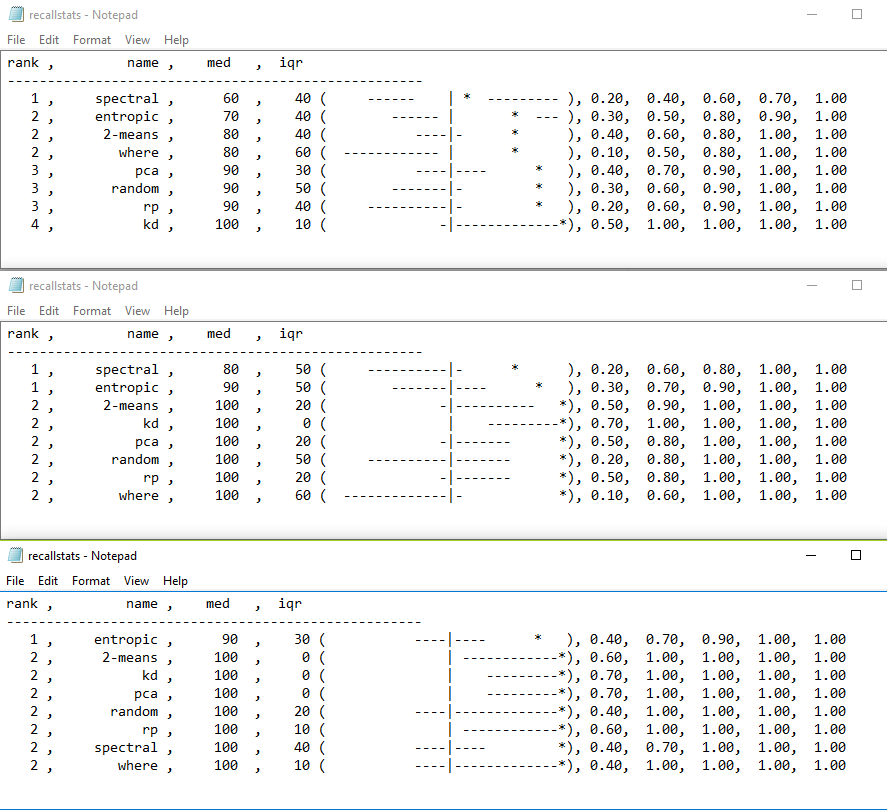 recallstats - Notepad
File Edit Format View Help
rank ,         name ,    med   ,  iqr
----------------------------------------------------
   1 ,     spectral ,      60  ,    40 (     ------    | *  --------- ), 0.20,  0.40,  0.60,  0.70,  1.00
   2 ,     entropic ,      70  ,    40 (        ------ |       *  --- ), 0.30,  0.50,  0.80,  0.90,  1.00
   2 ,      2-means ,      80  ,    40 (           ----|-      *      ), 0.40,  0.60,  0.80,  1.00,  1.00
   2 ,        where ,      80  ,    60 (  ------------ |       *      ), 0.10,  0.50,  0.80,  1.00,  1.00
   3 ,          pca ,      90  ,    30 (           ----|----      *   ), 0.40,  0.70,  0.90,  1.00,  1.00
   3 ,       random ,      90  ,    50 (        -------|-         *   ), 0.30,  0.60,  0.90,  1.00,  1.00
   3 ,           rp ,      90  ,    40 (     ----------|-         *   ), 0.20,  0.60,  0.90,  1.00,  1.00
   4 ,           kd ,     100  ,    10 (              -|-------------*), 0.50,  1.00,  1.00,  1.00,  1.00
recallstats - Notepad
File Edit Format View Help
rank ,         name ,    med   ,  iqr
----------------------------------------------------
   1 ,     spectral ,      80  ,    50 (     ----------|-      *      ), 0.20,  0.60,  0.80,  1.00,  1.00
   1 ,     entropic ,      90  ,    50 (        -------|----      *   ), 0.30,  0.70,  0.90,  1.00,  1.00
   2 ,      2-means ,     100  ,    20 (              -|----------   *), 0.50,  0.90,  1.00,  1.00,  1.00
   2 ,           kd ,     100  ,     0 (               |    ---------*), 0.70,  1.00,  1.00,  1.00,  1.00
   2 ,          pca ,     100  ,    20 (              -|-------      *), 0.50,  0.80,  1.00,  1.00,  1.00
   2 ,       random ,     100  ,    50 (     ----------|-------      *), 0.20,  0.80,  1.00,  1.00,  1.00
   2 ,           rp ,     100  ,    20 (              -|-------      *), 0.50,  0.80,  1.00,  1.00,  1.00
   2 ,        where ,     100  ,    60 (  -------------|-            *), 0.10,  0.60,  1.00,  1.00,  1.00
recallstats - Notepad
File Edit Format View Help
rank ,         name ,    med   ,  iqr
----------------------------------------------------
   1 ,     entropic ,      90  ,    30 (           ----|----      *   ), 0.40,  0.70,  0.90,  1.00,  1.00
   2 ,      2-means ,     100  ,     0 (               | ------------*), 0.60,  1.00,  1.00,  1.00,  1.00
   2 ,           kd ,     100  ,     0 (               |    ---------*), 0.70,  1.00,  1.00,  1.00,  1.00
   2 ,          pca ,     100  ,     0 (               |    ---------*), 0.70,  1.00,  1.00,  1.00,  1.00
   2 ,       random ,     100  ,    20 (           ----|-------------*), 0.40,  1.00,  1.00,  1.00,  1.00
   2 ,           rp ,     100  ,    10 (               | ------------*), 0.60,  1.00,  1.00,  1.00,  1.00
   2 ,     spectral ,     100  ,    40 (           ----|----         *), 0.40,  0.70,  1.00,  1.00,  1.00
   2 ,        where ,     100  ,    10 (           ----|-------------*), 0.40,  1.00,  1.00,  1.00,  1.00